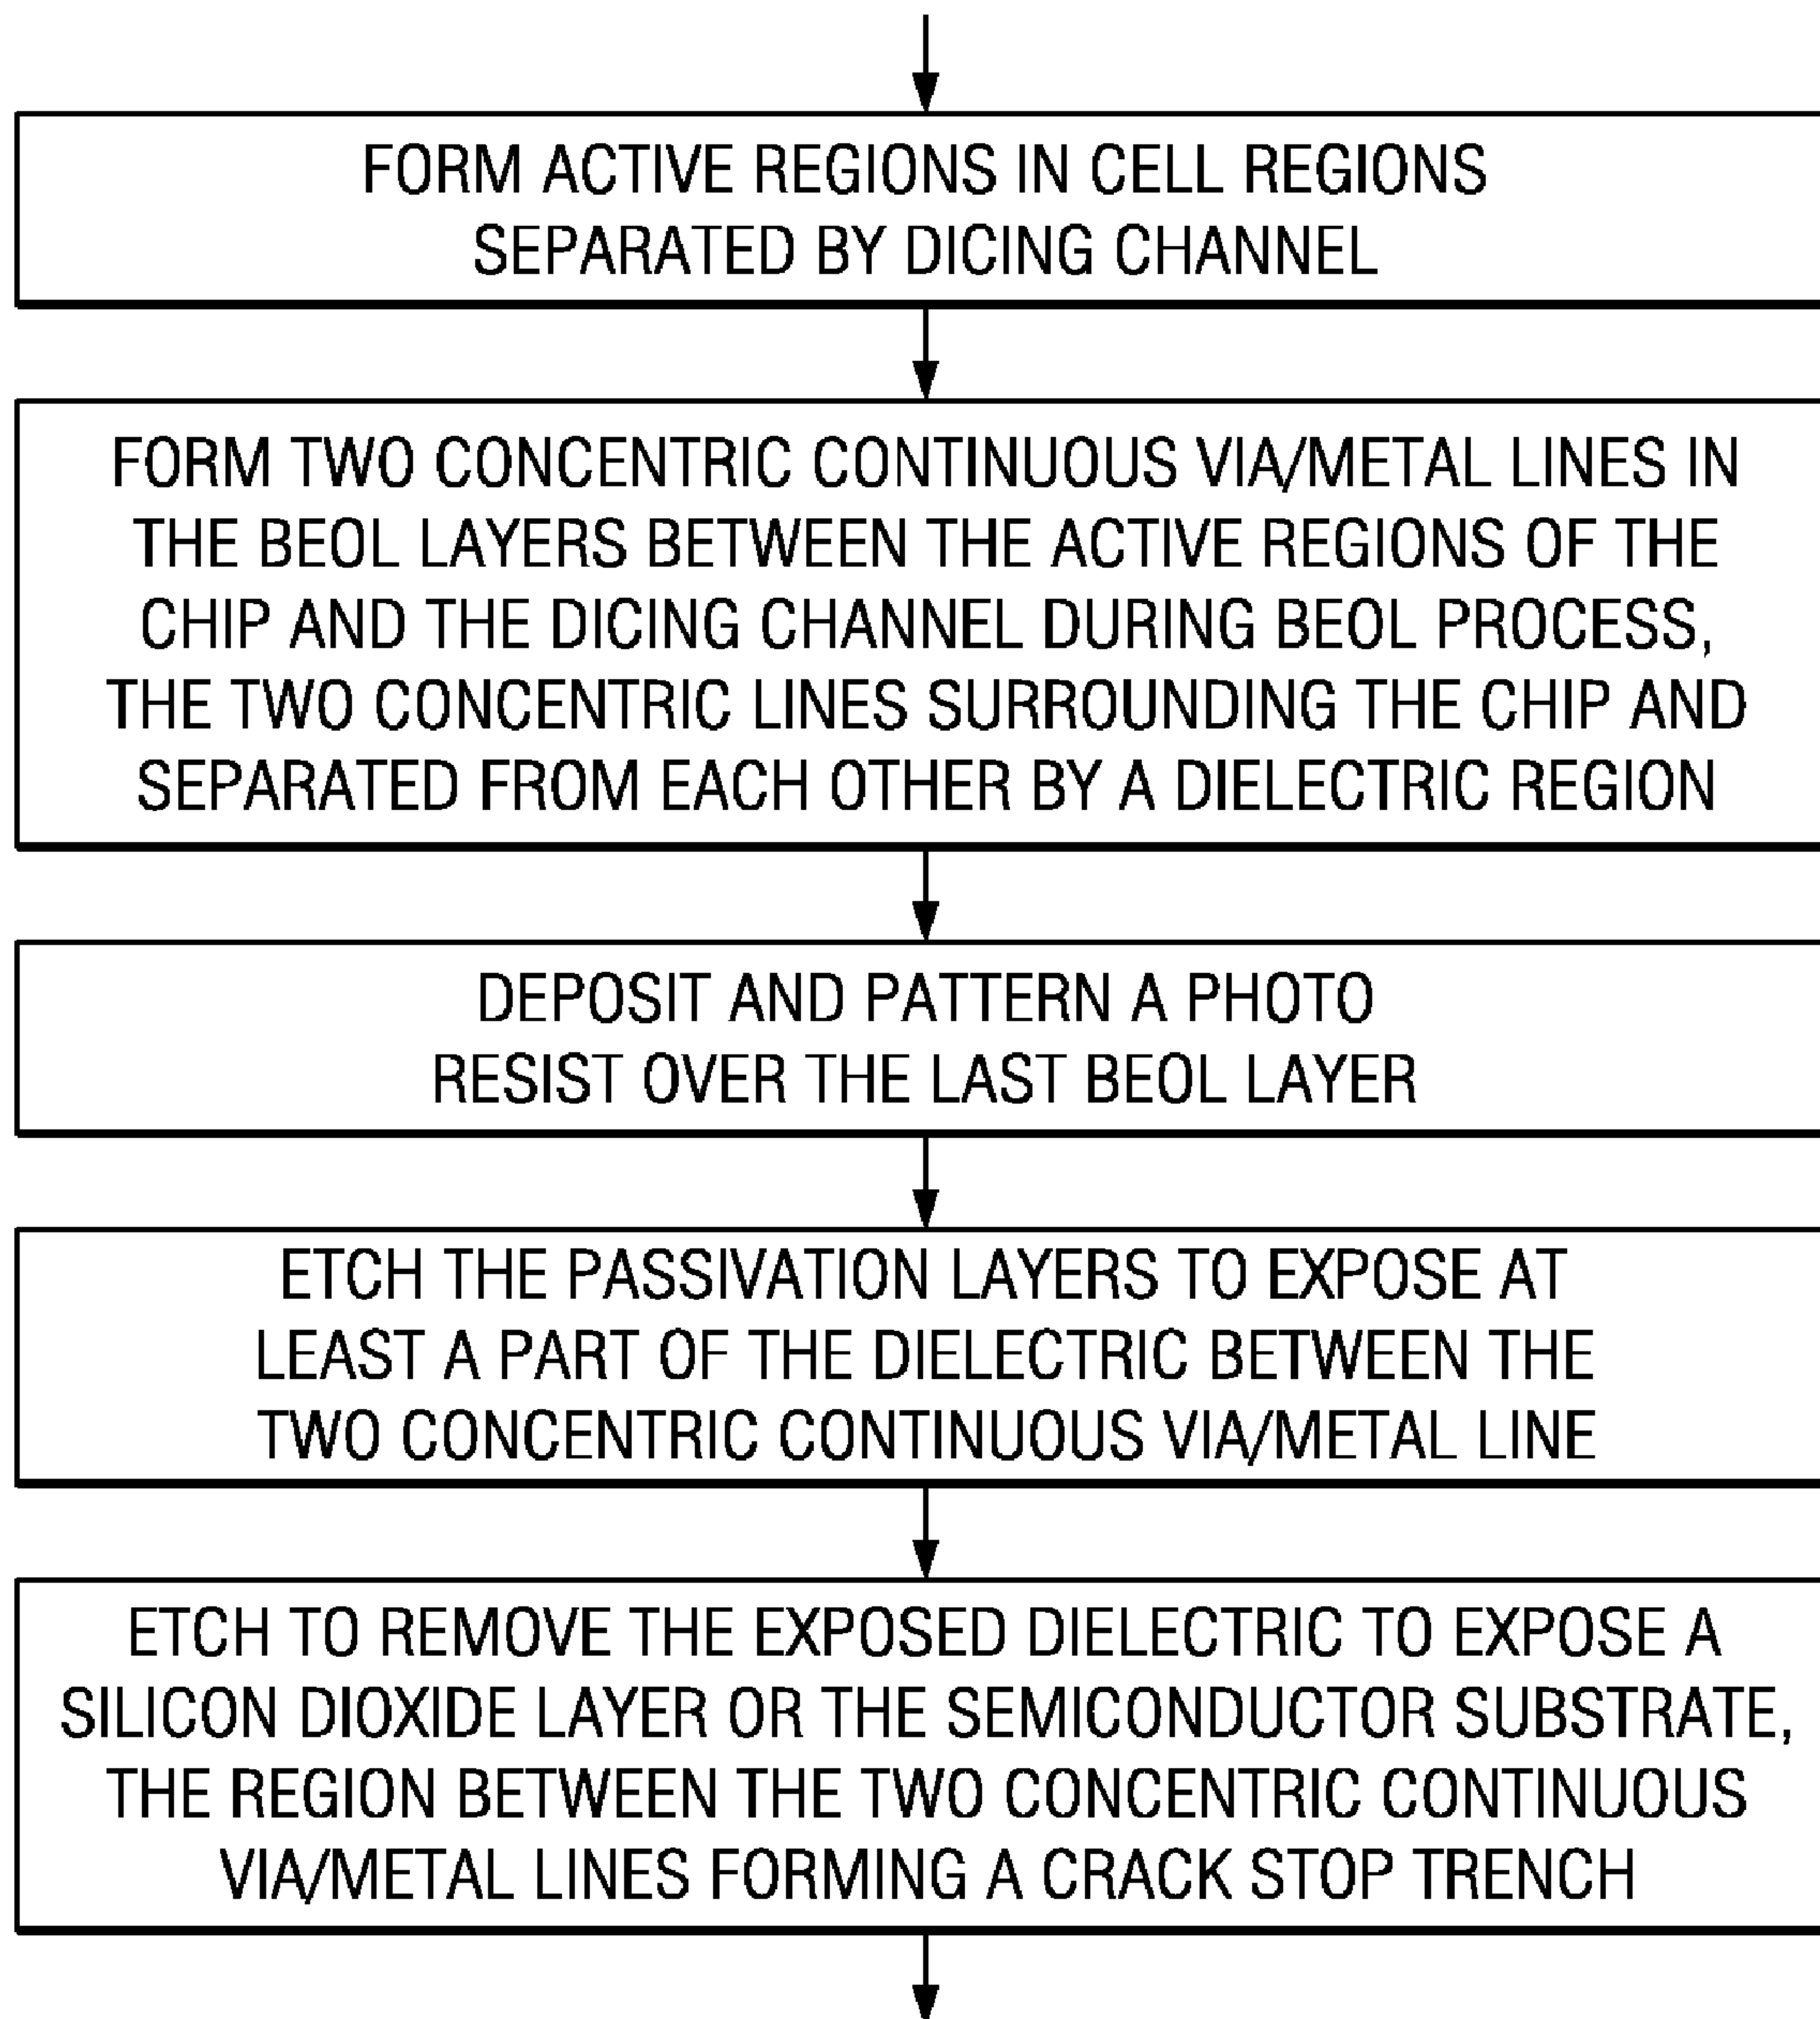 FORM ACTIVE REGIONS IN CELL REGIONS
SEPARATED BY DICING CHANNEL
FORM TWO CONCENTRIC CONTINUOUS VIA/METAL LINES IN
THE BEOL LAYERS BETWEEN THE ACTIVE REGIONS OF THE
CHIP AND THE DICING CHANNEL DURING BEOL PROCESS,
THE TWO CONCENTRIC LINES SURROUNDING THE CHIP AND
SEPARATED FROM EACH OTHER BY A DIELECTRIC REGION
DEPOSIT AND PATTERN A PHOTO
RESIST OVER THE LAST BEOL LAYER
ETCH THE PASSIVATION LAYERS TO EXPOSE AT
LEAST A PART OF THE DIELECTRIC BETWEEN THE
TWO CONCENTRIC CONTINUOUS VIA/METAL LINE
ETCH TO REMOVE THE EXPOSED DIELECTRIC TO EXPOSE A
SILICON DIOXIDE LAYER OR THE SEMICONDUCTOR SUBSTRATE,
THE REGION BETWEEN THE TWO CONCENTRIC CONTINUOUS
VIA/METAL LINES FORMING A CRACK STOP TRENCH